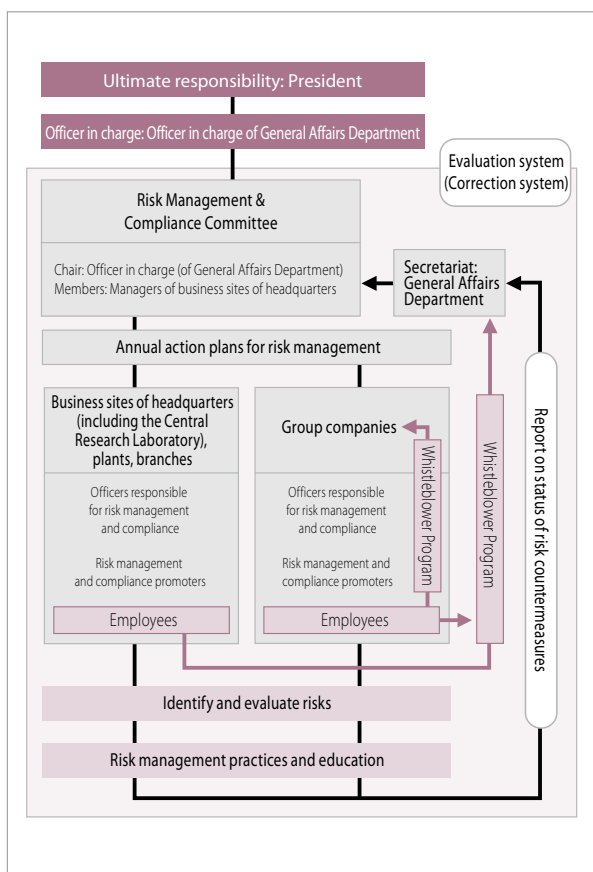 Ultimate responsibility: President
Officer in charge: Officer in charge of General Affairs Department
Evaluation system
(Correction system)
Risk Management &
Compliance Committee
Chair: Officer in charge (of General Affairs Department)
Members: Managers of business sites of headquarters
Secretariat:
General Affairs
Department
Annual action plans for risk management
Business sites of headquarters
(including the Central
Research Laboratory),
plants, branches
Officers responsible
for risk management
and compliance
Risk management
and compliance promoters
Employees
Group companies
Officers responsible
for risk management
and compliance
Risk management and
compliance promoters
Employees
Whistleblower Program
Whistleblower Program
Report on status of risk countermeasures
Identify and evaluate risks
Risk management practices and education